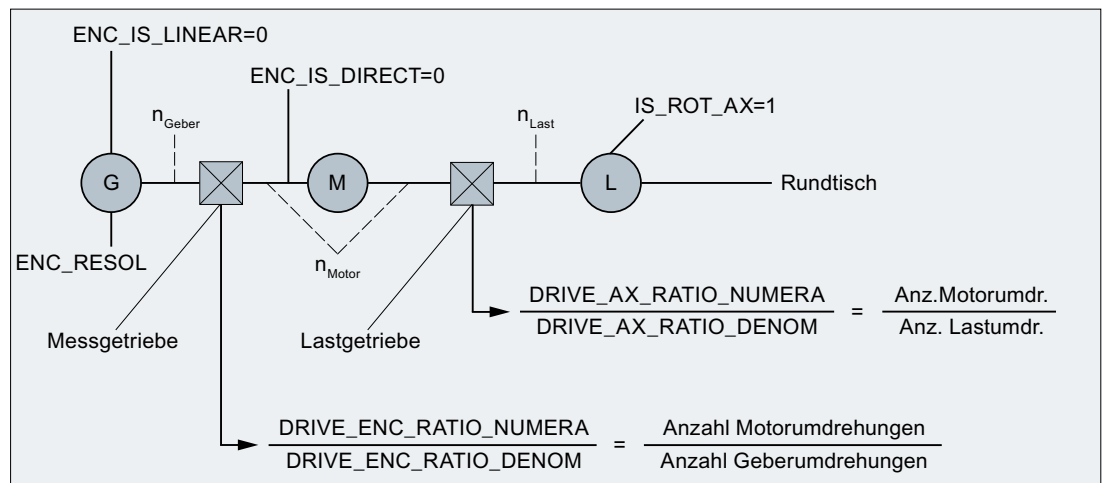 ENC_IS_LINEAR=0
ENC_IS_DIRECT=0
n_Geber
n_Last
IS_ROT_AX=1
G
M
L
Rundtisch
ENC_RESOL
n_Motor
Messgetriebe
Lastgetriebe
DRIVE_AX_RATIO_NUMERA = Anz.Motorumdr.
DRIVE_AX_RATIO_DENOM Anz. Lastumdr.
DRIVE_ENC_RATIO_NUMERA = Anzahl Motorumdrehungen
DRIVE_ENC_RATIO_DENOM Anzahl Geberumdrehungen